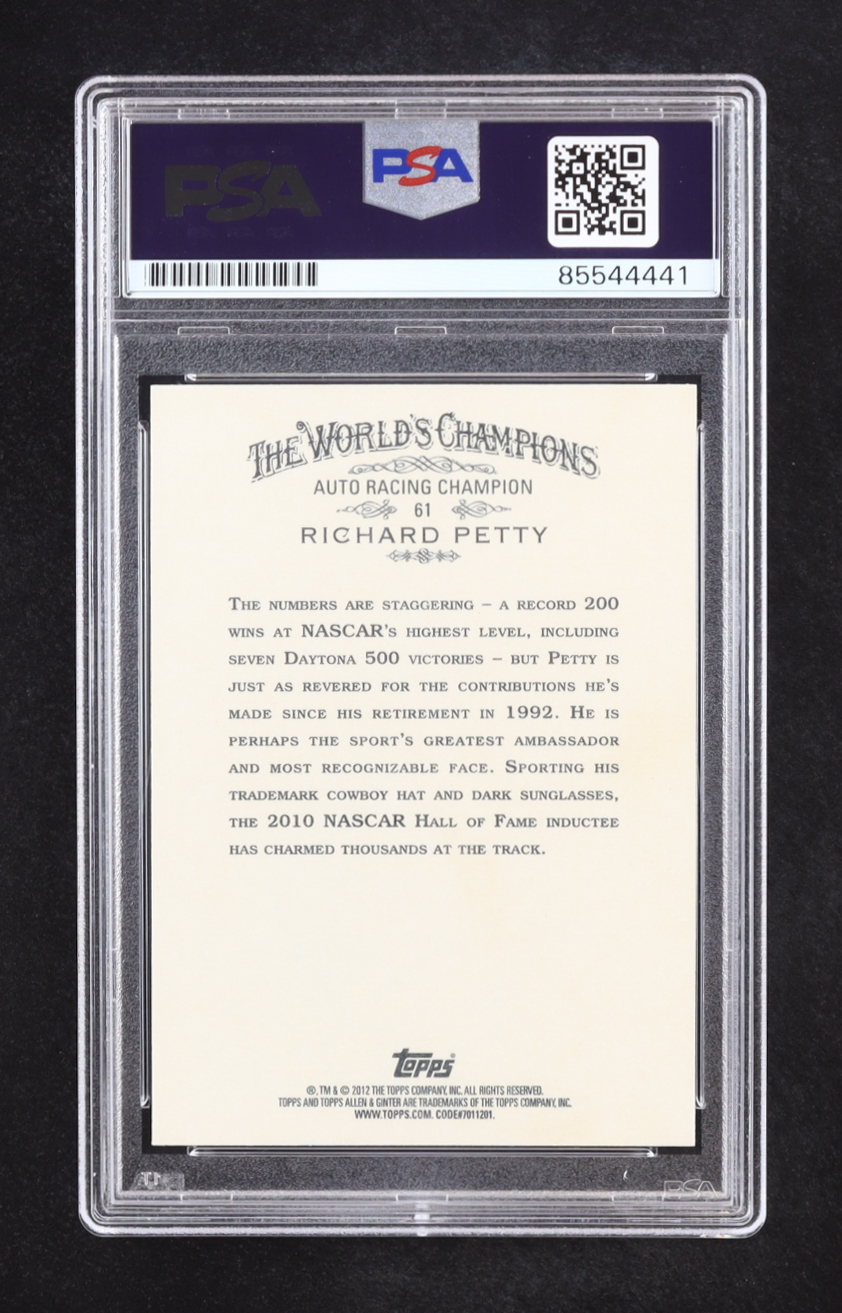 PSA
PSA
85544441
THE WORLD'S CHAMPIONS
AUTO RACING CHAMPION
61
RICHARD PETTY
THE NUMBERS ARE STAGGERING – A RECORD 200
WINS AT NASCAR'S HIGHEST LEVEL, INCLUDING
SEVEN DAYTONA 500 VICTORIES – BUT PETTY IS
JUST AS REVERED FOR THE CONTRIBUTIONS HE'S
MADE SINCE HIS RETIREMENT IN 1992. HE IS
PERHAPS THE SPORT'S GREATEST AMBASSADOR
AND MOST RECOGNIZABLE FACE. SPORTING HIS
TRADEMARK COWBOY HAT AND DARK SUNGLASSES,
THE 2010 NASCAR HALL OF FAME INDUCTEE
HAS CHARMED THOUSANDS AT THE TRACK.
Topps®
®, TM & © 2012 THE TOPPS COMPANY, INC. ALL RIGHTS RESERVED.
TOPPS AND TOPPS ALLEN & GINTER ARE TRADEMARKS OF THE TOPPS COMPANY, INC.
WWW.TOPPS.COM. CODE#7011201.
PSA